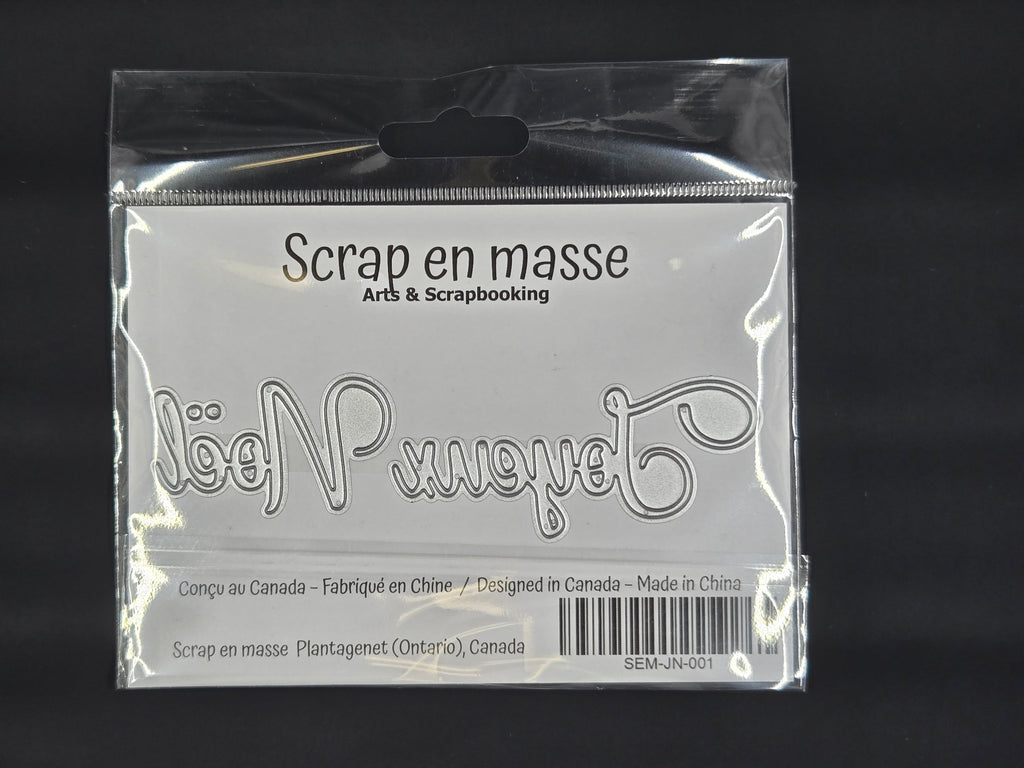 Scrap en masse
Arts & Scrapbooking
Joyeux Noël
Conçu au Canada – Fabriqué en Chine / Designed in Canada – Made in China
Scrap en masse Plantagenet (Ontario), Canada
SEM-JN-001